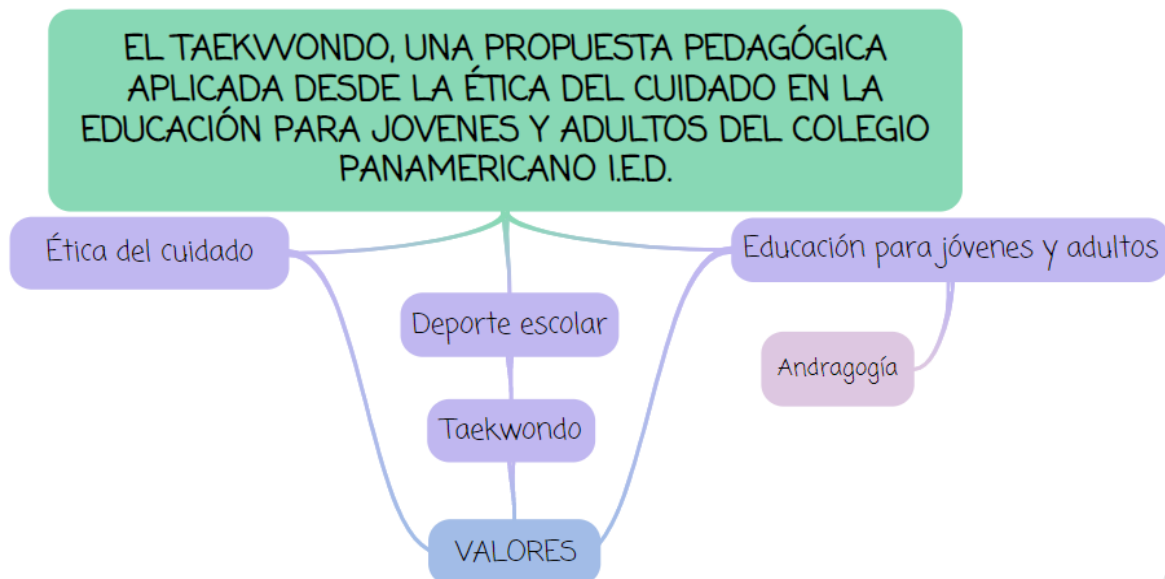 EL TAEKWONDO, UNA PROPUESTA PEDAGÓGICA
APLICADA DESDE LA ÉTICA DEL CUIDADO EN LA
EDUCACIÓN PARA JOVENES Y ADULTOS DEL COLEGIO
PANAMERICANO I.E.D.
Ética del cuidado
Educación para jóvenes y adultos
Deporte escolar
Andragogía
Taekwondo
VALORES